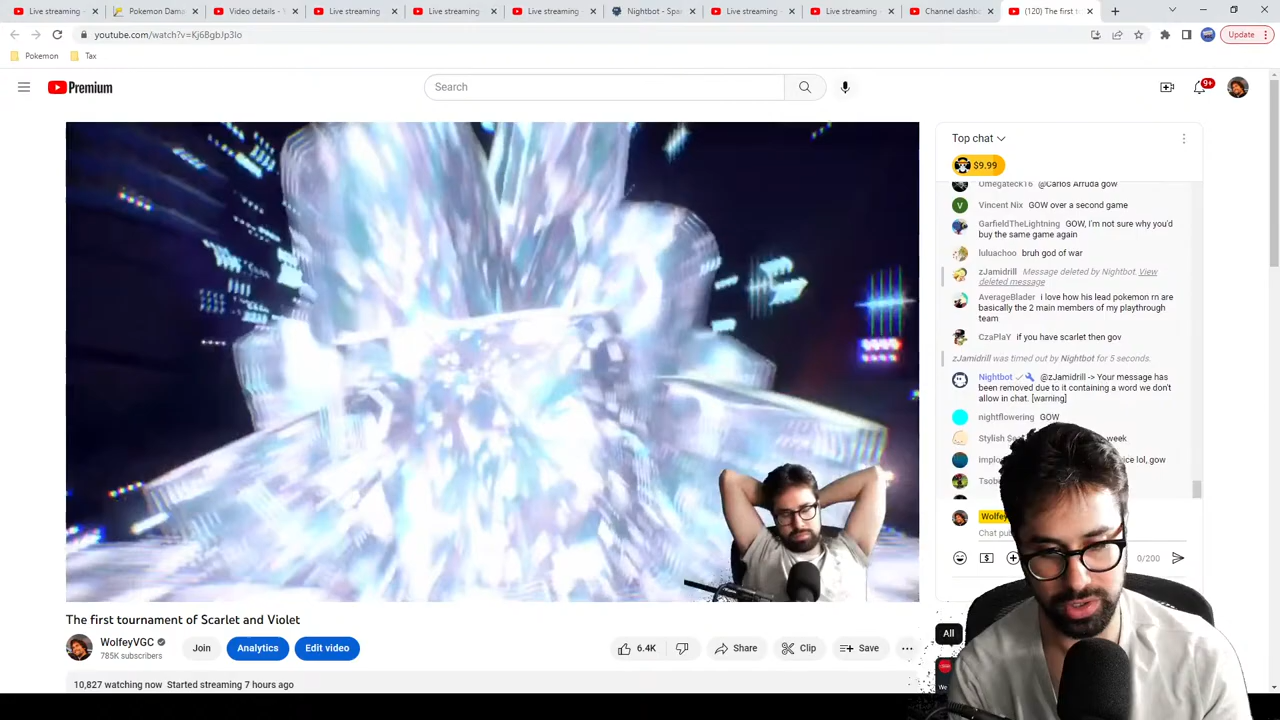 Live streaming
Pokemon Dama
Video details - 
Live streaming
Live streaming
Live streaming
Nightbot - Spa
Live streaming
Live streaming
Channel dashb
(120) The first t
youtube.com/watch?v=Kj6BgbJp3Io
Update
Pokemon
Tax
Premium
Search
9+
Top chat
$9.99
Omegateck16 @Carlos Arruda gow
V
Vincent Nix GOW over a second game
GarfieldTheLightning GOW, I'm not sure why you'd
buy the same game again
luluachoo bruh god of war
zJamidrill Message deleted by Nightbot. View
deleted message
AverageBlader i love how his lead pokemon rn are
basically the 2 main members of my playthrough
team
CzaPlaY if you have scarlet then gov
zJamidrill was timed out by Nightbot for 5 seconds.
Nightbot @zJamidrill -> Your message has
been removed due to it containing a word we don't
allow in chat. [warning]
nightflowering GOW
Stylish week
lol, gow
Wolfey
Chat
0/200
The first tournament of Scarlet and Violet
WolfeyVGC
785K subscribers
Join
Analytics
Edit video
6.4K
Share
Clip
Save
All
We
10,827 watching now Started streaming 7 hours ago